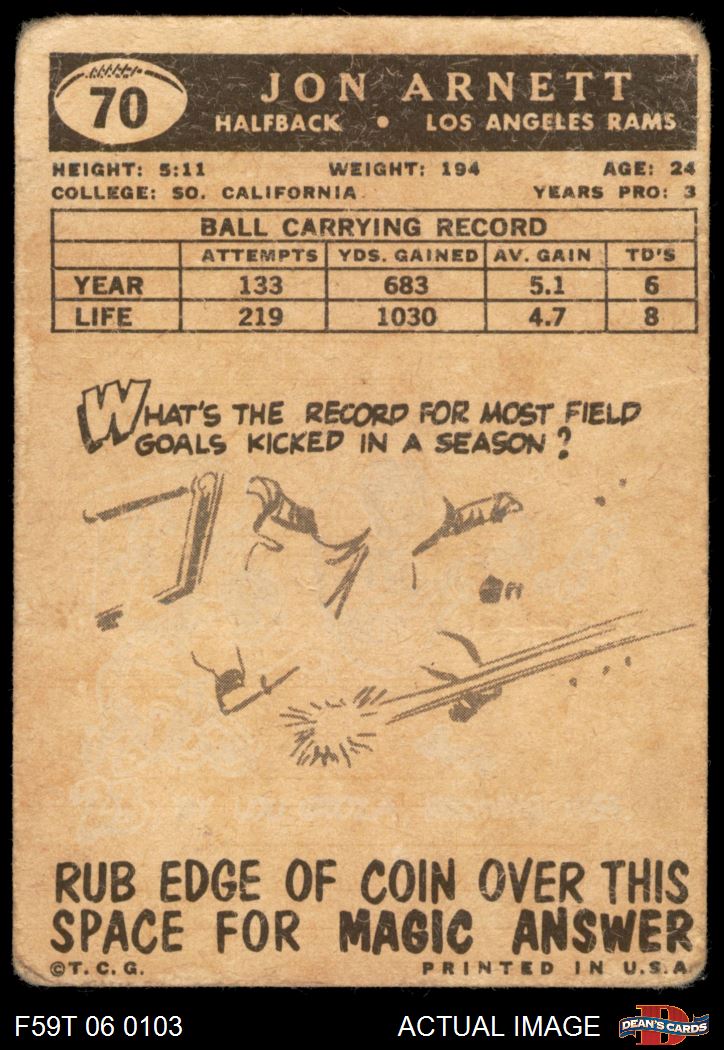 70
JON ARNETT
HALFBACK • LOS ANGELES RAMS
HEIGHT: 5:11 WEIGHT: 194 AGE: 24
COLLEGE: SO. CALIFORNIA YEARS PRO: 3
BALL CARRYING RECORD
ATTEMPTS YDS. GAINED AV. GAIN TD'S
YEAR 133 683 5.1 6
LIFE 219 1030 4.7 8
WHAT'S THE RECORD FOR MOST FIELD
GOALS KICKED IN A SEASON?
RUB EDGE OF COIN OVER THIS
SPACE FOR MAGIC ANSWER
©T. C. G. PRINTED IN U.S.A.
F59T 06 0103 ACTUAL IMAGE D DEAN'S CARDS